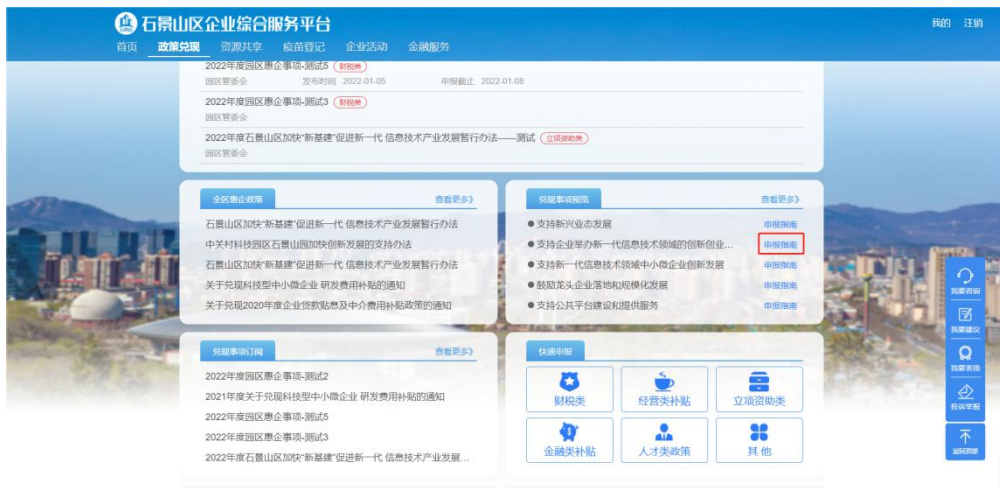 石景山区企业综合服务平台
我的 注销
首页 政策兑现 资源共享 疫苗登记 企业活动 金融服务
2022年度园区惠企事项-测试5 财税类
园区管委会 发布时间 2022-01-05 申报截止 2022-01-08
2022年度园区惠企事项-测试3 财税类
园区管委会
2022年度石景山区加快"新基建"促进新一代 信息技术产业发展暂行办法——测试 立项资助类
园区管委会
全区惠企政策 查看更多》
石景山区加快"新基建"促进新一代 信息技术产业发展暂行办法
中关村科技园区石景山园加快创新发展的支持办法
石景山区加快"新基建"促进新一代 信息技术产业发展暂行办法
关于兑现科技型中小微企业 研发费用补贴的通知
关于兑现2020年度企业贷款贴息及中介费用补贴政策的通知
兑现事项预览 查看更多》
● 支持新兴业态发展 申报指南
● 支持企业举办新一代信息技术领域的创新创业... 申报指南
● 支持新一代信息技术领域中小微企业创新发展 申报指南
● 鼓励龙头企业落地和规模化发展 申报指南
● 支持公共平台建设和提供服务 申报指南
兑现事项订阅 查看更多》
2022年度园区惠企事项-测试2
2021年度关于兑现科技型中小微企业 研发费用补贴的通知
2022年度园区惠企事项-测试5
2022年度园区惠企事项-测试3
2022年度石景山区加快"新基建"促进新一代 信息技术产业发展...
快速申报
财税类 经营类补贴 立项资助类
金融类补贴 人才类政策 其他
我要咨询
我要建议
我要表扬
投诉举报
返回顶部